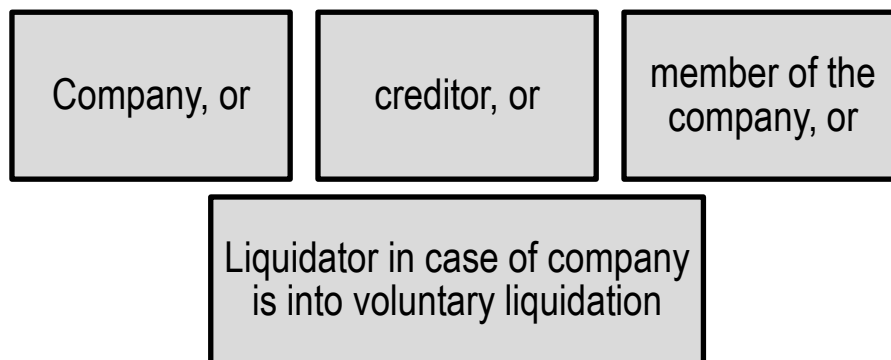 Company, or
creditor, or
member of the
company, or
Liquidator in case of company
is into voluntary liquidation